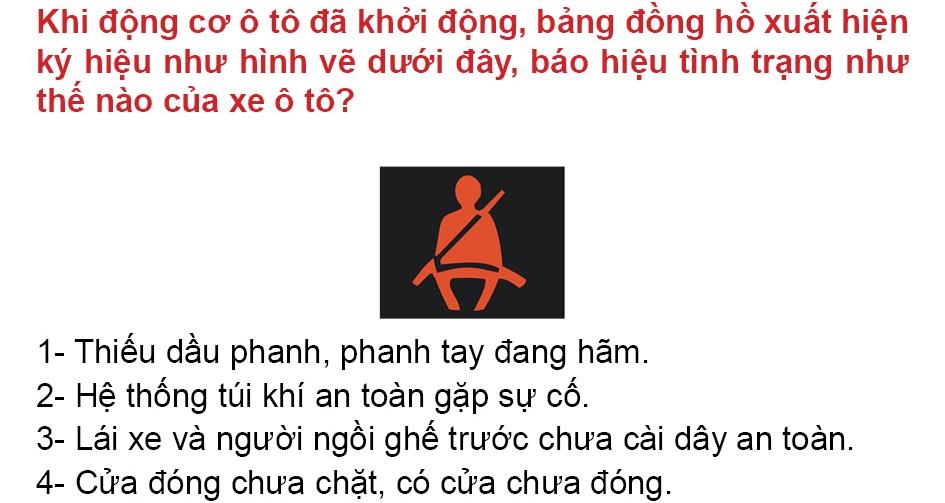 Khi động cơ ô tô đã khởi động, bảng đồng hồ xuất hiện
ký hiệu như hình vẽ dưới đây, báo hiệu tình trạng như
thế nào của xe ô tô?
1- Thiếu dầu phanh, phanh tay đang hãm.
2- Hệ thống túi khí an toàn gặp sự cố.
3- Lái xe và người ngồi ghế trước chưa cài dây an toàn.
4- Cửa đóng chưa chặt, có cửa chưa đóng.